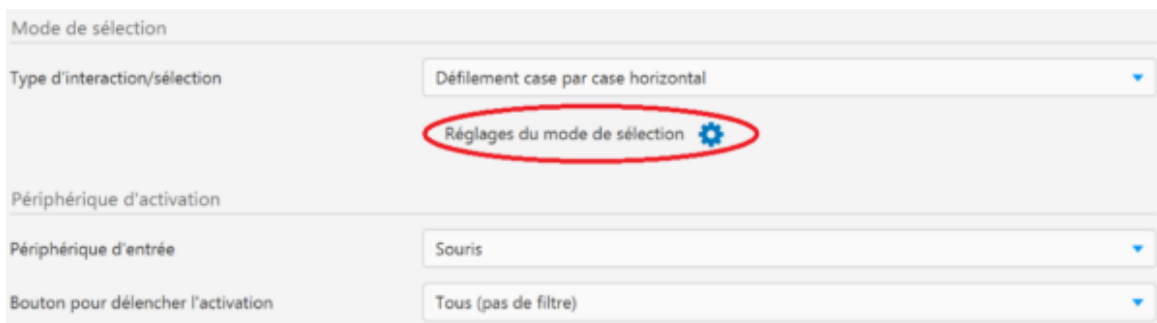 Mode de sélection
Type d'interaction/sélection
Défilement case par case horizontal
Réglages du mode de sélection
Périphérique d'activation
Périphérique d'entrée
Souris
Bouton pour délencher l'activation
Tous (pas de filtre)